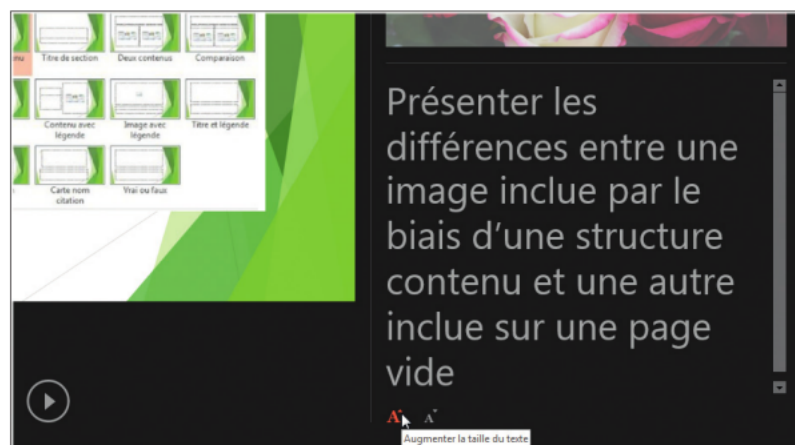 nu
Titre de section
Deux contenus
Comparaison
Contenu avec
légende
Image avec
légende
Titre et légende
Carte nom
citation
Vrai ou faux
Présenter les
différences entre une
image inclue par le
biais d'une structure
contenu et une autre
inclue sur une page
vide
A A
Augmenter la taille du texte